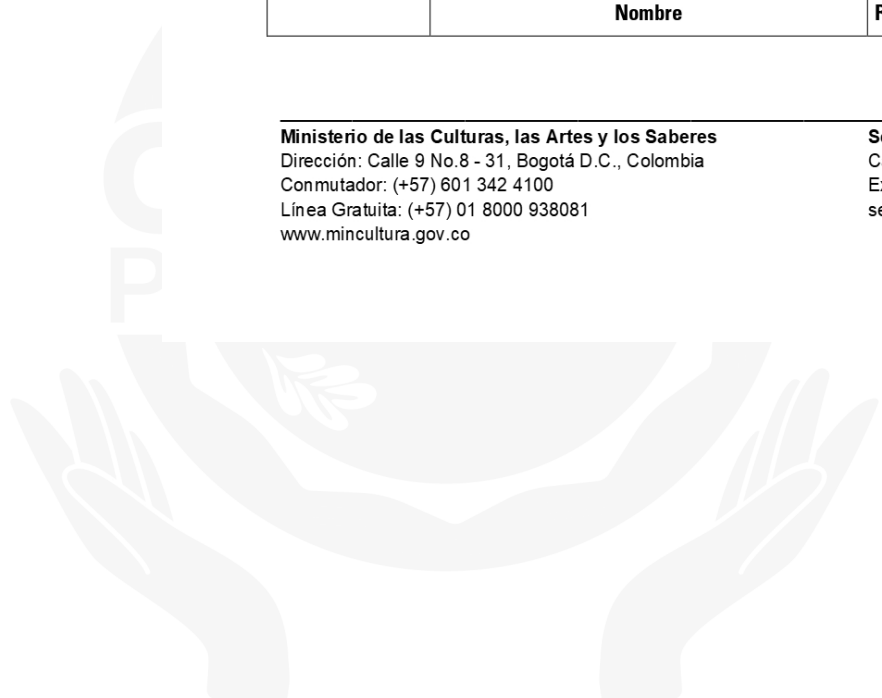 Nombre
Ministerio de las Culturas, las Artes y los Saberes
Dirección: Calle 9 No.8 - 31, Bogotá D.C., Colombia
Conmutador: (+57) 601 342 4100
Línea Gratuita: (+57) 01 8000 938081
www.mincultura.gov.co